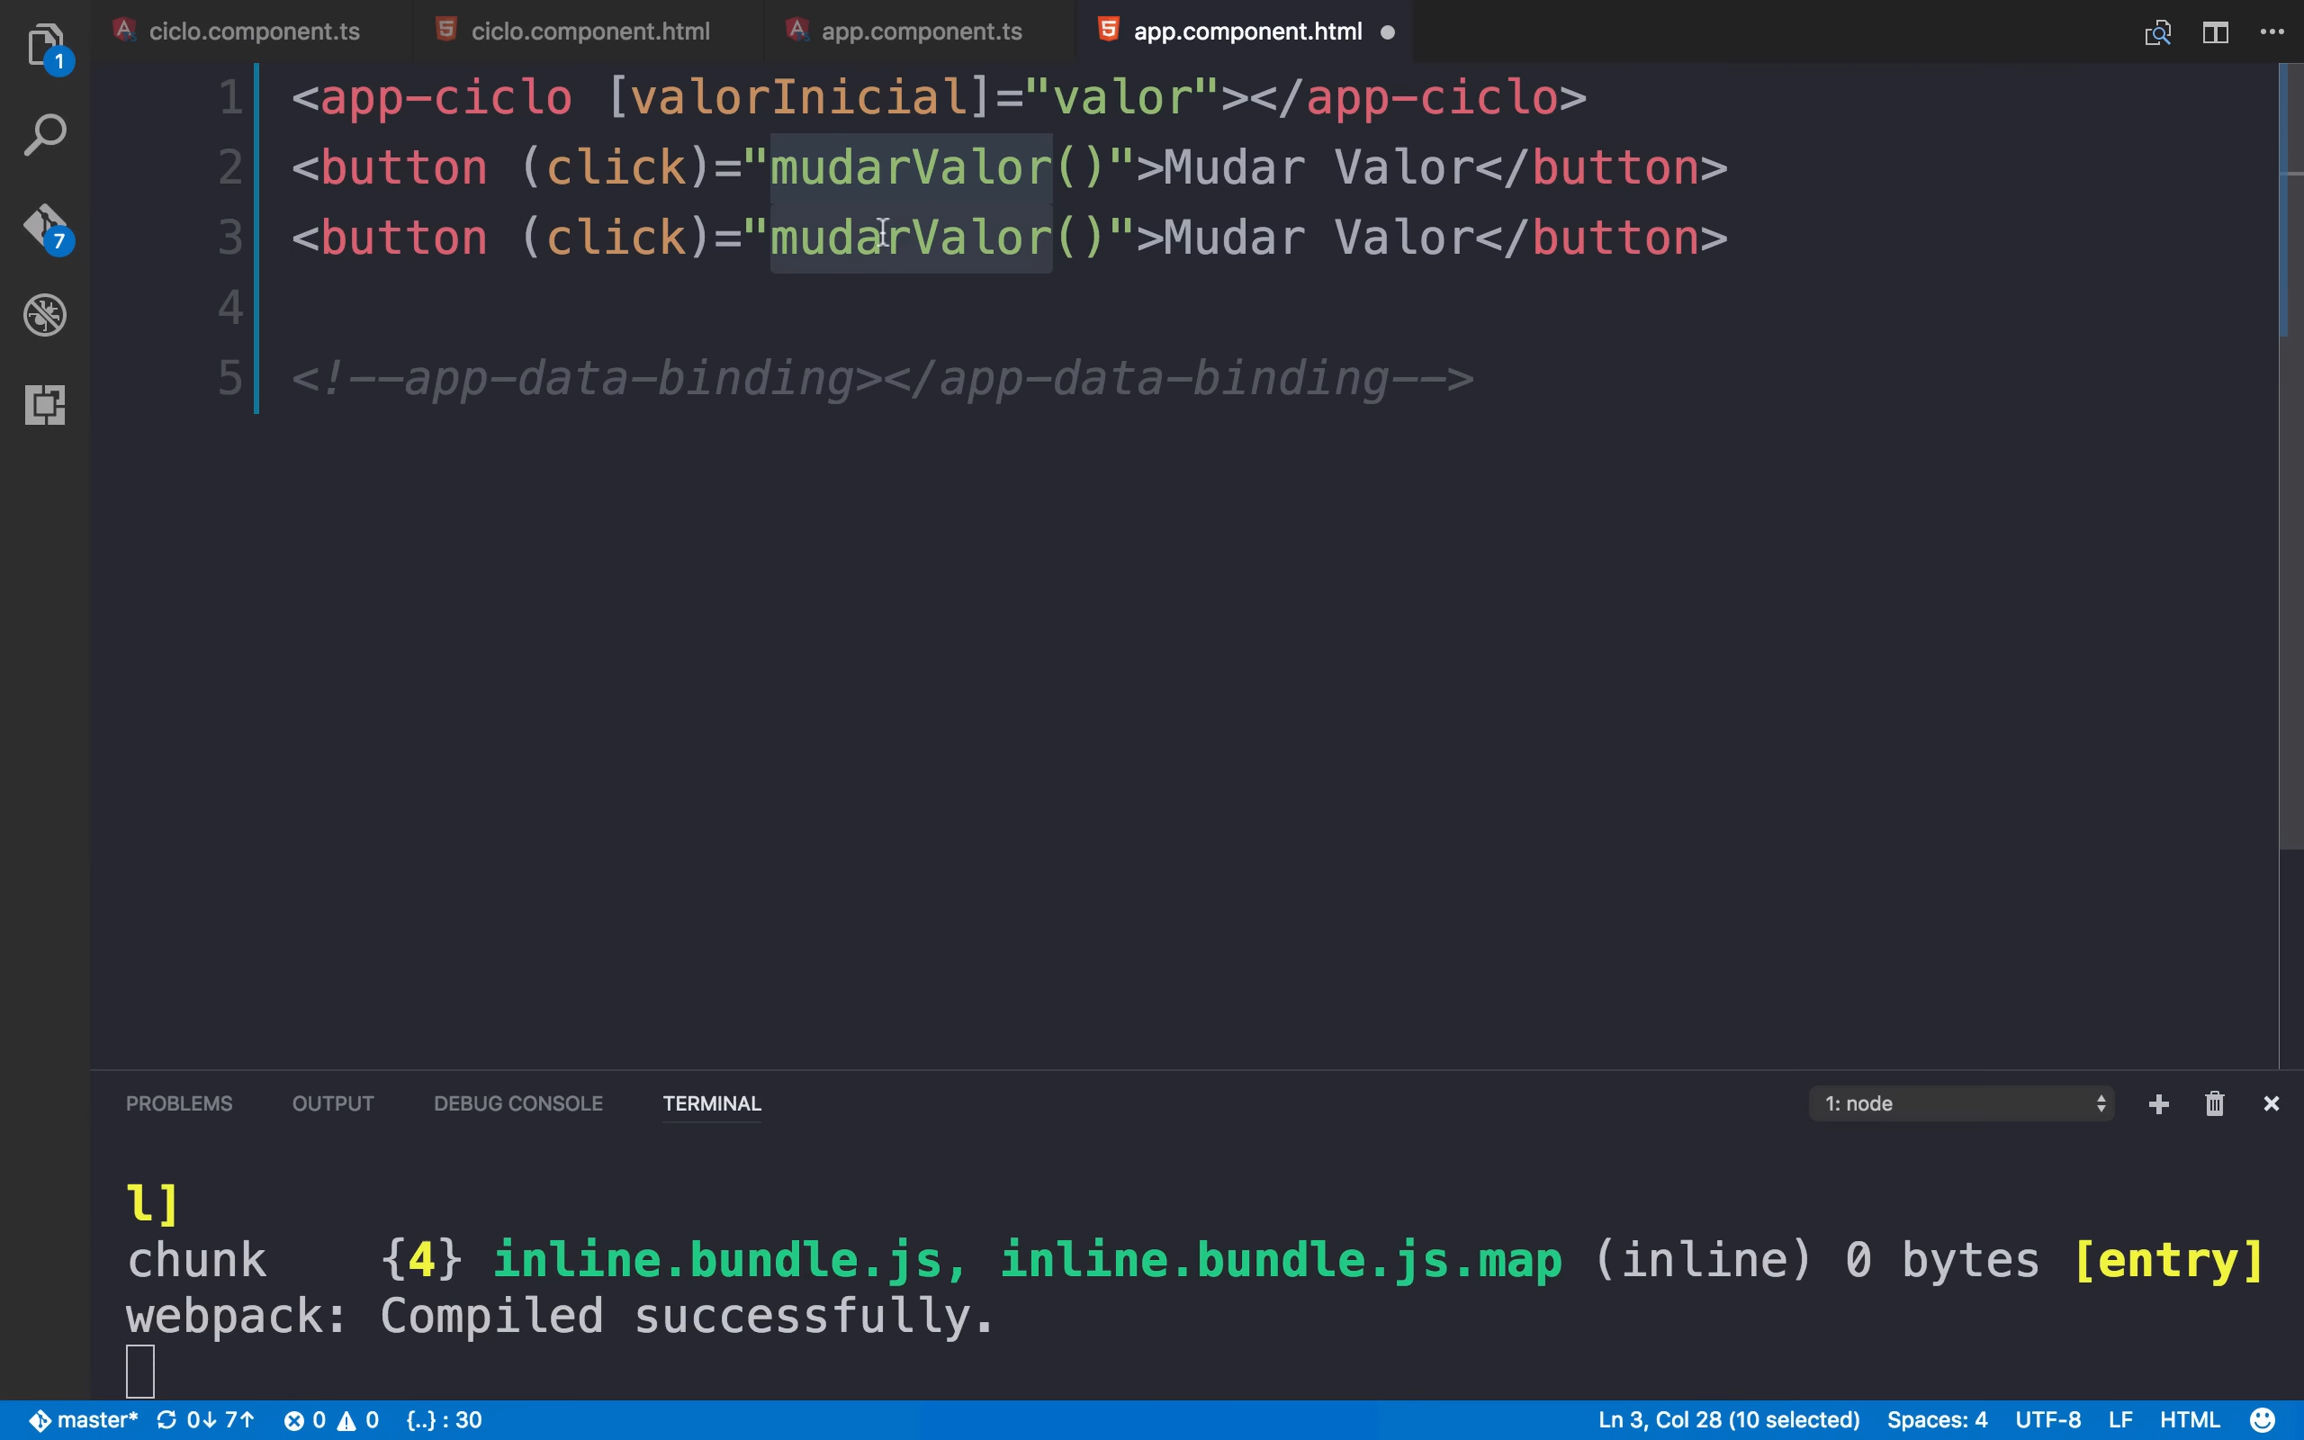 ciclo.component.ts ciclo.component.html app.component.ts app.component.html
1
1 <app-ciclo [valorInicial]="valor"></app-ciclo>
2 <button (click)="mudarValor()">Mudar Valor</button>
3 <button (click)="mudarValor()">Mudar Valor</button>
7
4
5 <!--app-data-binding></app-data-binding-->
PROBLEMS OUTPUT DEBUG CONSOLE TERMINAL 1: node
l]
chunk    {4} inline.bundle.js, inline.bundle.js.map (inline) 0 bytes [entry]
webpack: Compiled successfully.
master* 0↓ 7↑ 0 0 {..} : 30 Ln 3, Col 28 (10 selected) Spaces: 4 UTF-8 LF HTML